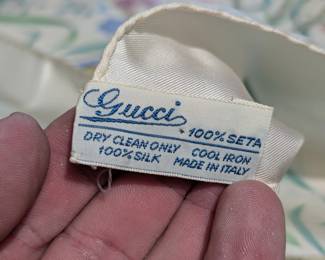 Gucci
100% SETA
DRY CLEAN ONLY COOL IRON
100% SILK MADE IN ITALY